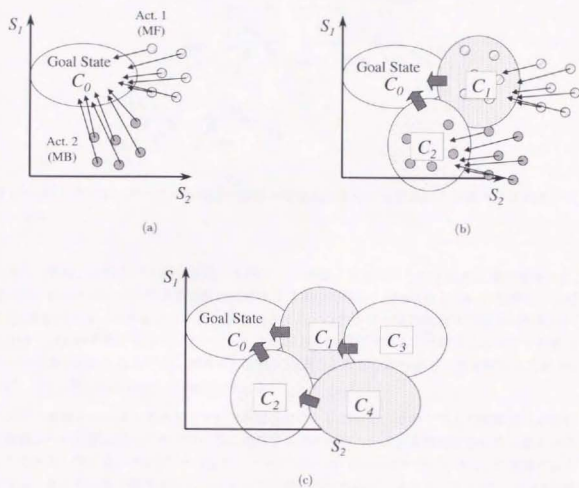 S1
Act. 1
(MF)
Goal State
C0
Act. 2
(MB)
S2
(a)
S1
Goal State
C0
C1
C2
S2
(b)
S1
Goal State
C0
C1
C3
C2
C4
S2
(c)